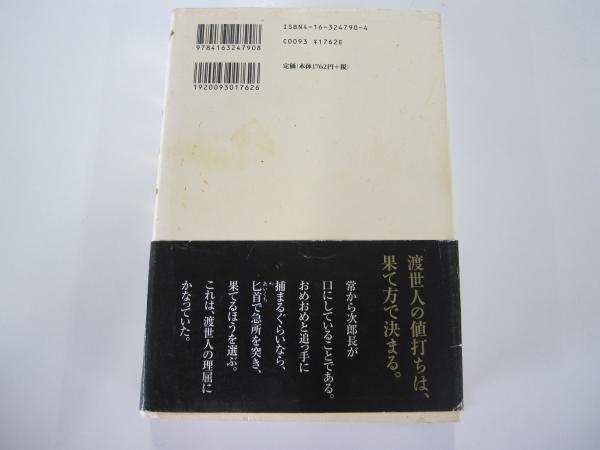 9784163247908
1920093017626
ISBN4-16-324790-4
C0093 ¥1762E
定価(本体1762円+税)
渡世人の値打ちは、
果て方で決まる。
常から次郎長が
口にしていることである。
おめおめと追っ手に
捕まるぐらいなら、
匕首で急所を突き、
あいくち
果てるほうを選ぶ。
これは、渡世人の理屈に
かなっていた。